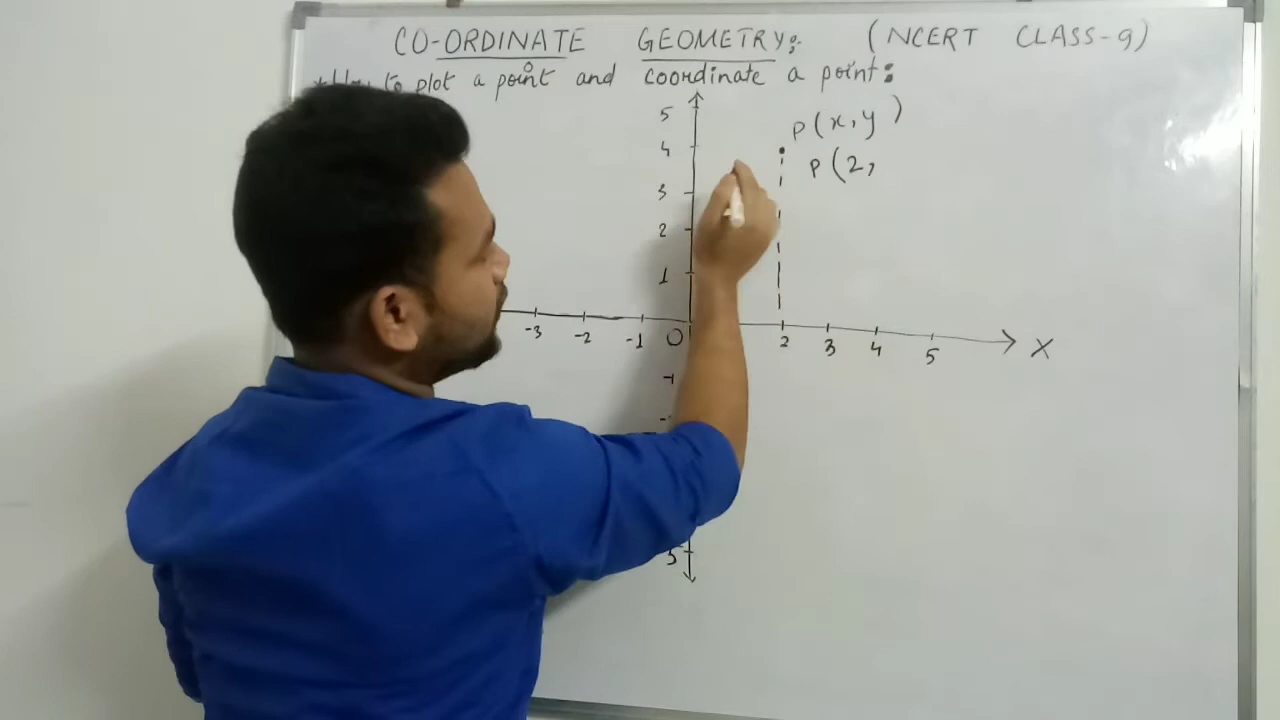 CO-ORDINATE GEOMETRY:- (NCERT CLASS-9)
to plot a point and coordinate a point:
5
P(x,y)
4
P(2,
3
2
1
-3 -2 -1 0 2 3 4 5 X
-1
5